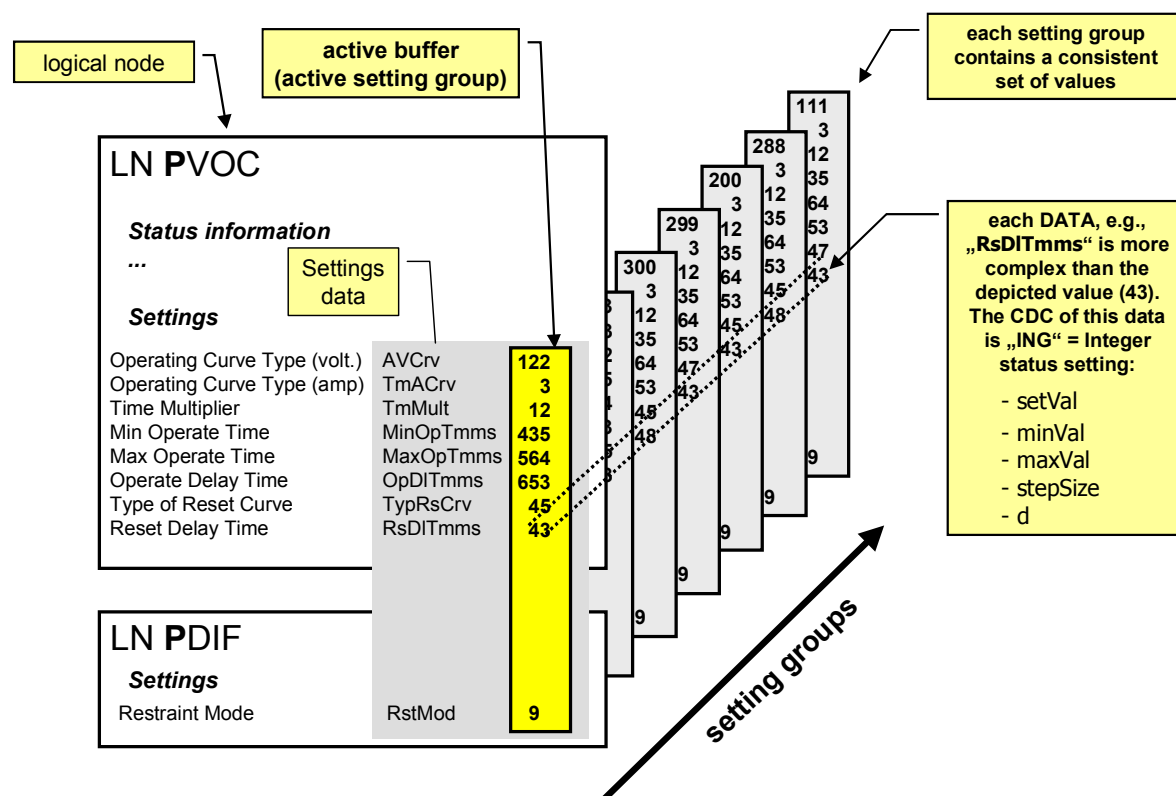 logical node
active buffer
(active setting group)
each setting group
contains a consistent
set of values
LN PVOC
Status information
...
Settings
data
Settings
Operating Curve Type (volt.) AVCrv 122
Operating Curve Type (amp) TmACrv 3
Time Multiplier TmMult 12
Min Operate Time MinOpTmms 435
Max Operate Time MaxOpTmms 564
Operate Delay Time OpDlTmms 653
Type of Reset Curve TypRsCrv 45
Reset Delay Time RsDlTmms 43
LN PDIF
Settings
Restraint Mode RstMod 9
300
3
12
35
64
53
45
48
9
299
3
12
35
64
53
47
43
9
200
3
12
35
64
53
45
43
9
288
3
12
35
64
53
45
48
9
111
3
12
35
64
53
47
43
9
each DATA, e.g.,
„RsDlTmms“ is more
complex than the
depicted value (43).
The CDC of this data
is „ING“ = Integer
status setting:
- setVal
- minVal
- maxVal
- stepSize
- d
setting groups